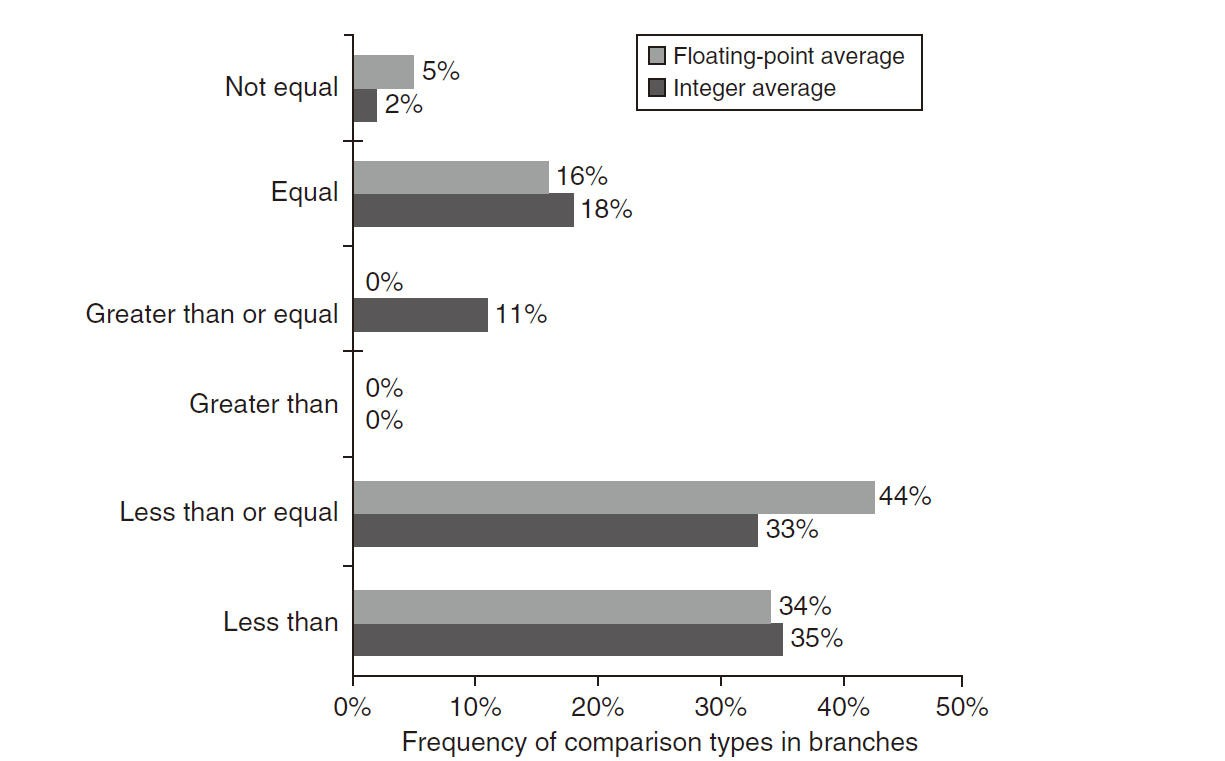 Floating-point average
Integer average
Not equal
5%
2%
Equal
16%
18%
Greater than or equal
0%
11%
Greater than
0%
0%
Less than or equal
44%
33%
Less than
34%
35%
0% 10% 20% 30% 40% 50%
Frequency of comparison types in branches